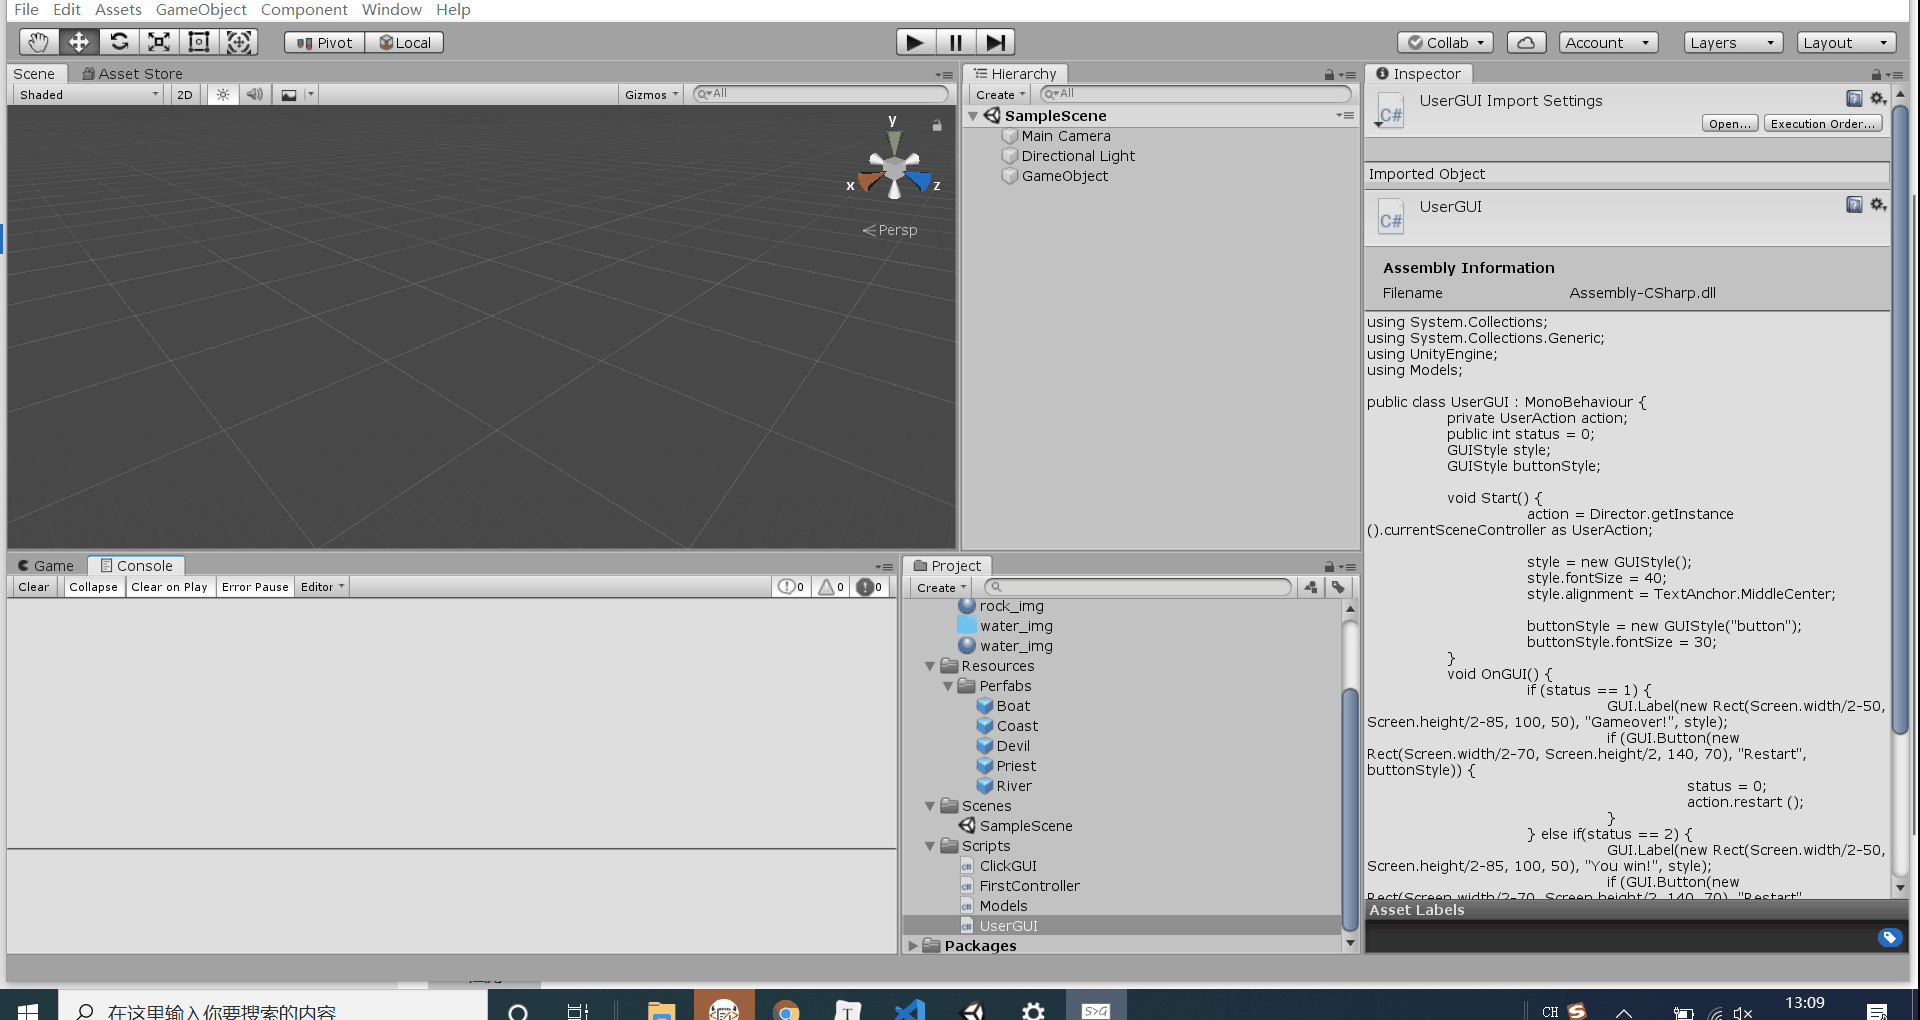 File Edit Assets GameObject Component Window Help
Pivot Local Collab Account Layers Layout
Scene Asset Store
Shaded 2D Gizmos All
y
x z
Persp
Hierarchy
Create All
SampleScene
Main Camera
Directional Light
GameObject
Inspector
UserGUI Import Settings
C#
Open... Execution Order...
Imported Object
UserGUI
C#
Assembly Information
Filename Assembly-CSharp.dll
using System.Collections;
using System.Collections.Generic;
using UnityEngine;
using Models;
public class UserGUI : MonoBehaviour {
private UserAction action;
public int status = 0;
GUIStyle style;
GUIStyle buttonStyle;
void Start() {
action = Director.getInstance
().currentSceneController as UserAction;
style = new GUIStyle();
style.fontSize = 40;
style.alignment = TextAnchor.MiddleCenter;
buttonStyle = new GUIStyle("button");
buttonStyle.fontSize = 30;
}
void OnGUI() {
if (status == 1) {
GUI.Label(new Rect(Screen.width/2-50,
Screen.height/2-85, 100, 50), "Gameover!", style);
if (GUI.Button(new
Rect(Screen.width/2-70, Screen.height/2, 140, 70), "Restart",
buttonStyle)) {
status = 0;
action.restart ();
}
} else if(status == 2) {
GUI.Label(new Rect(Screen.width/2-50,
Screen.height/2-85, 100, 50), "You win!", style);
if (GUI.Button(new
Rect(Screen.width/2-70, Screen.height/2, 140, 70), "Restart",
Asset Labels
Game Console
Clear Collapse Clear on Play Error Pause Editor 0 0 0
Project
Create
rock_img
water_img
water_img
Resources
Perfabs
Boat
Coast
Devil
Priest
River
Scenes
SampleScene
Scripts
ClickGUI
FirstController
Models
UserGUI
Packages
在这里输入你要搜索的内容
T
S>G
CH
13:09